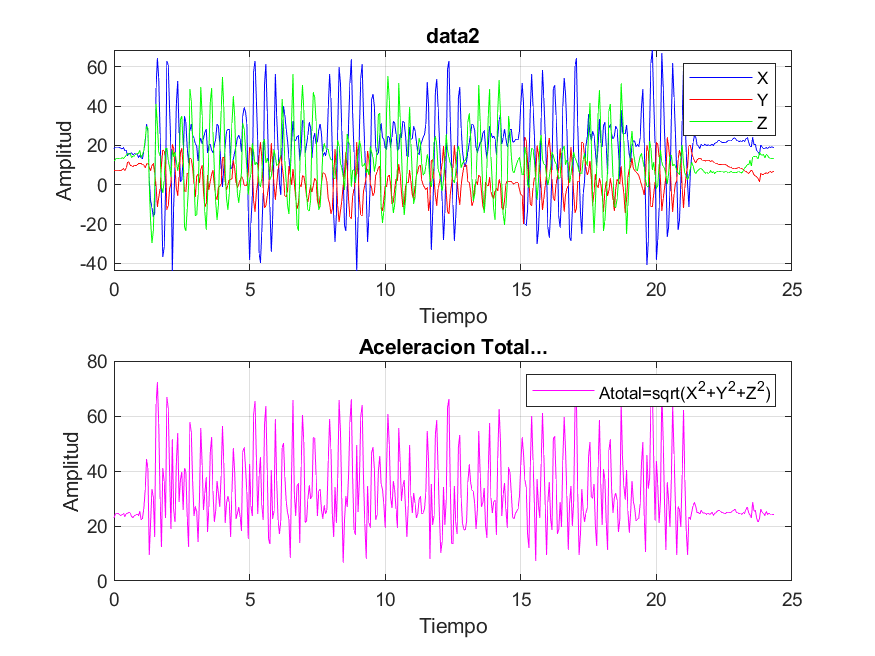 data2
60
40
20
0
-20
-40
Amplitud
X
Y
Z
0 5 10 15 20 25
Tiempo
Aceleracion Total...
80
60
40
20
0
Amplitud
Atotal=sqrt(X²+Y²+Z²)
0 5 10 15 20 25
Tiempo